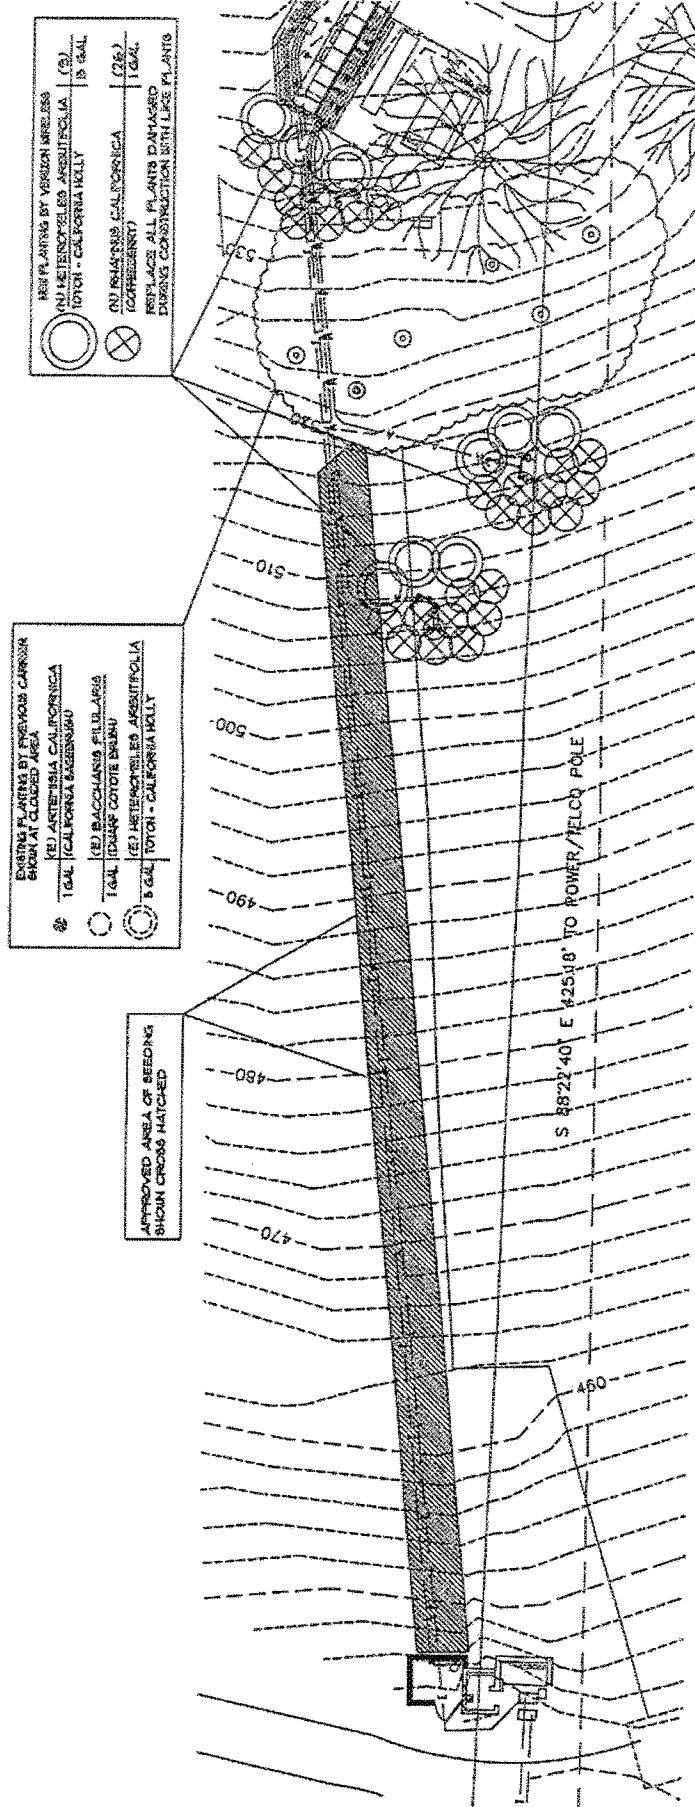 NEW PLANTING BY VERIZON WIRELESS
(N) HETEROMELES ARBUTIFOLIA (9)
TOYON - CALIFORNIA HOLLY 15 GAL
(N) RHAMNUS CALIFORNICA (26)
(COFFEEBERRY) 1 GAL
REPLACE ALL PLANTS DAMAGED
DURING CONSTRUCTION WITH LIKE PLANTS
EXISTING PLANTING BY PREVIOUS CARRIER
SHOWN AT CLOUDED AREA
(E) ARTEMISIA CALIFORNICA
1 GAL (CALIFORNIA SAGEBRUSH)
(E) BACCHARIS PILULARIS
1 GAL (DWARF COYOTE BRUSH)
(E) HETEROMELES ARBUTIFOLIA
5 GAL TOYON - CALIFORNIA HOLLY
APPROVED AREA OF SEEDING
SHOWN CROSS HATCHED
530
510
500
490
480
470
460
S 88°22'40" E 425.18' TO POWER/TELCO POLE